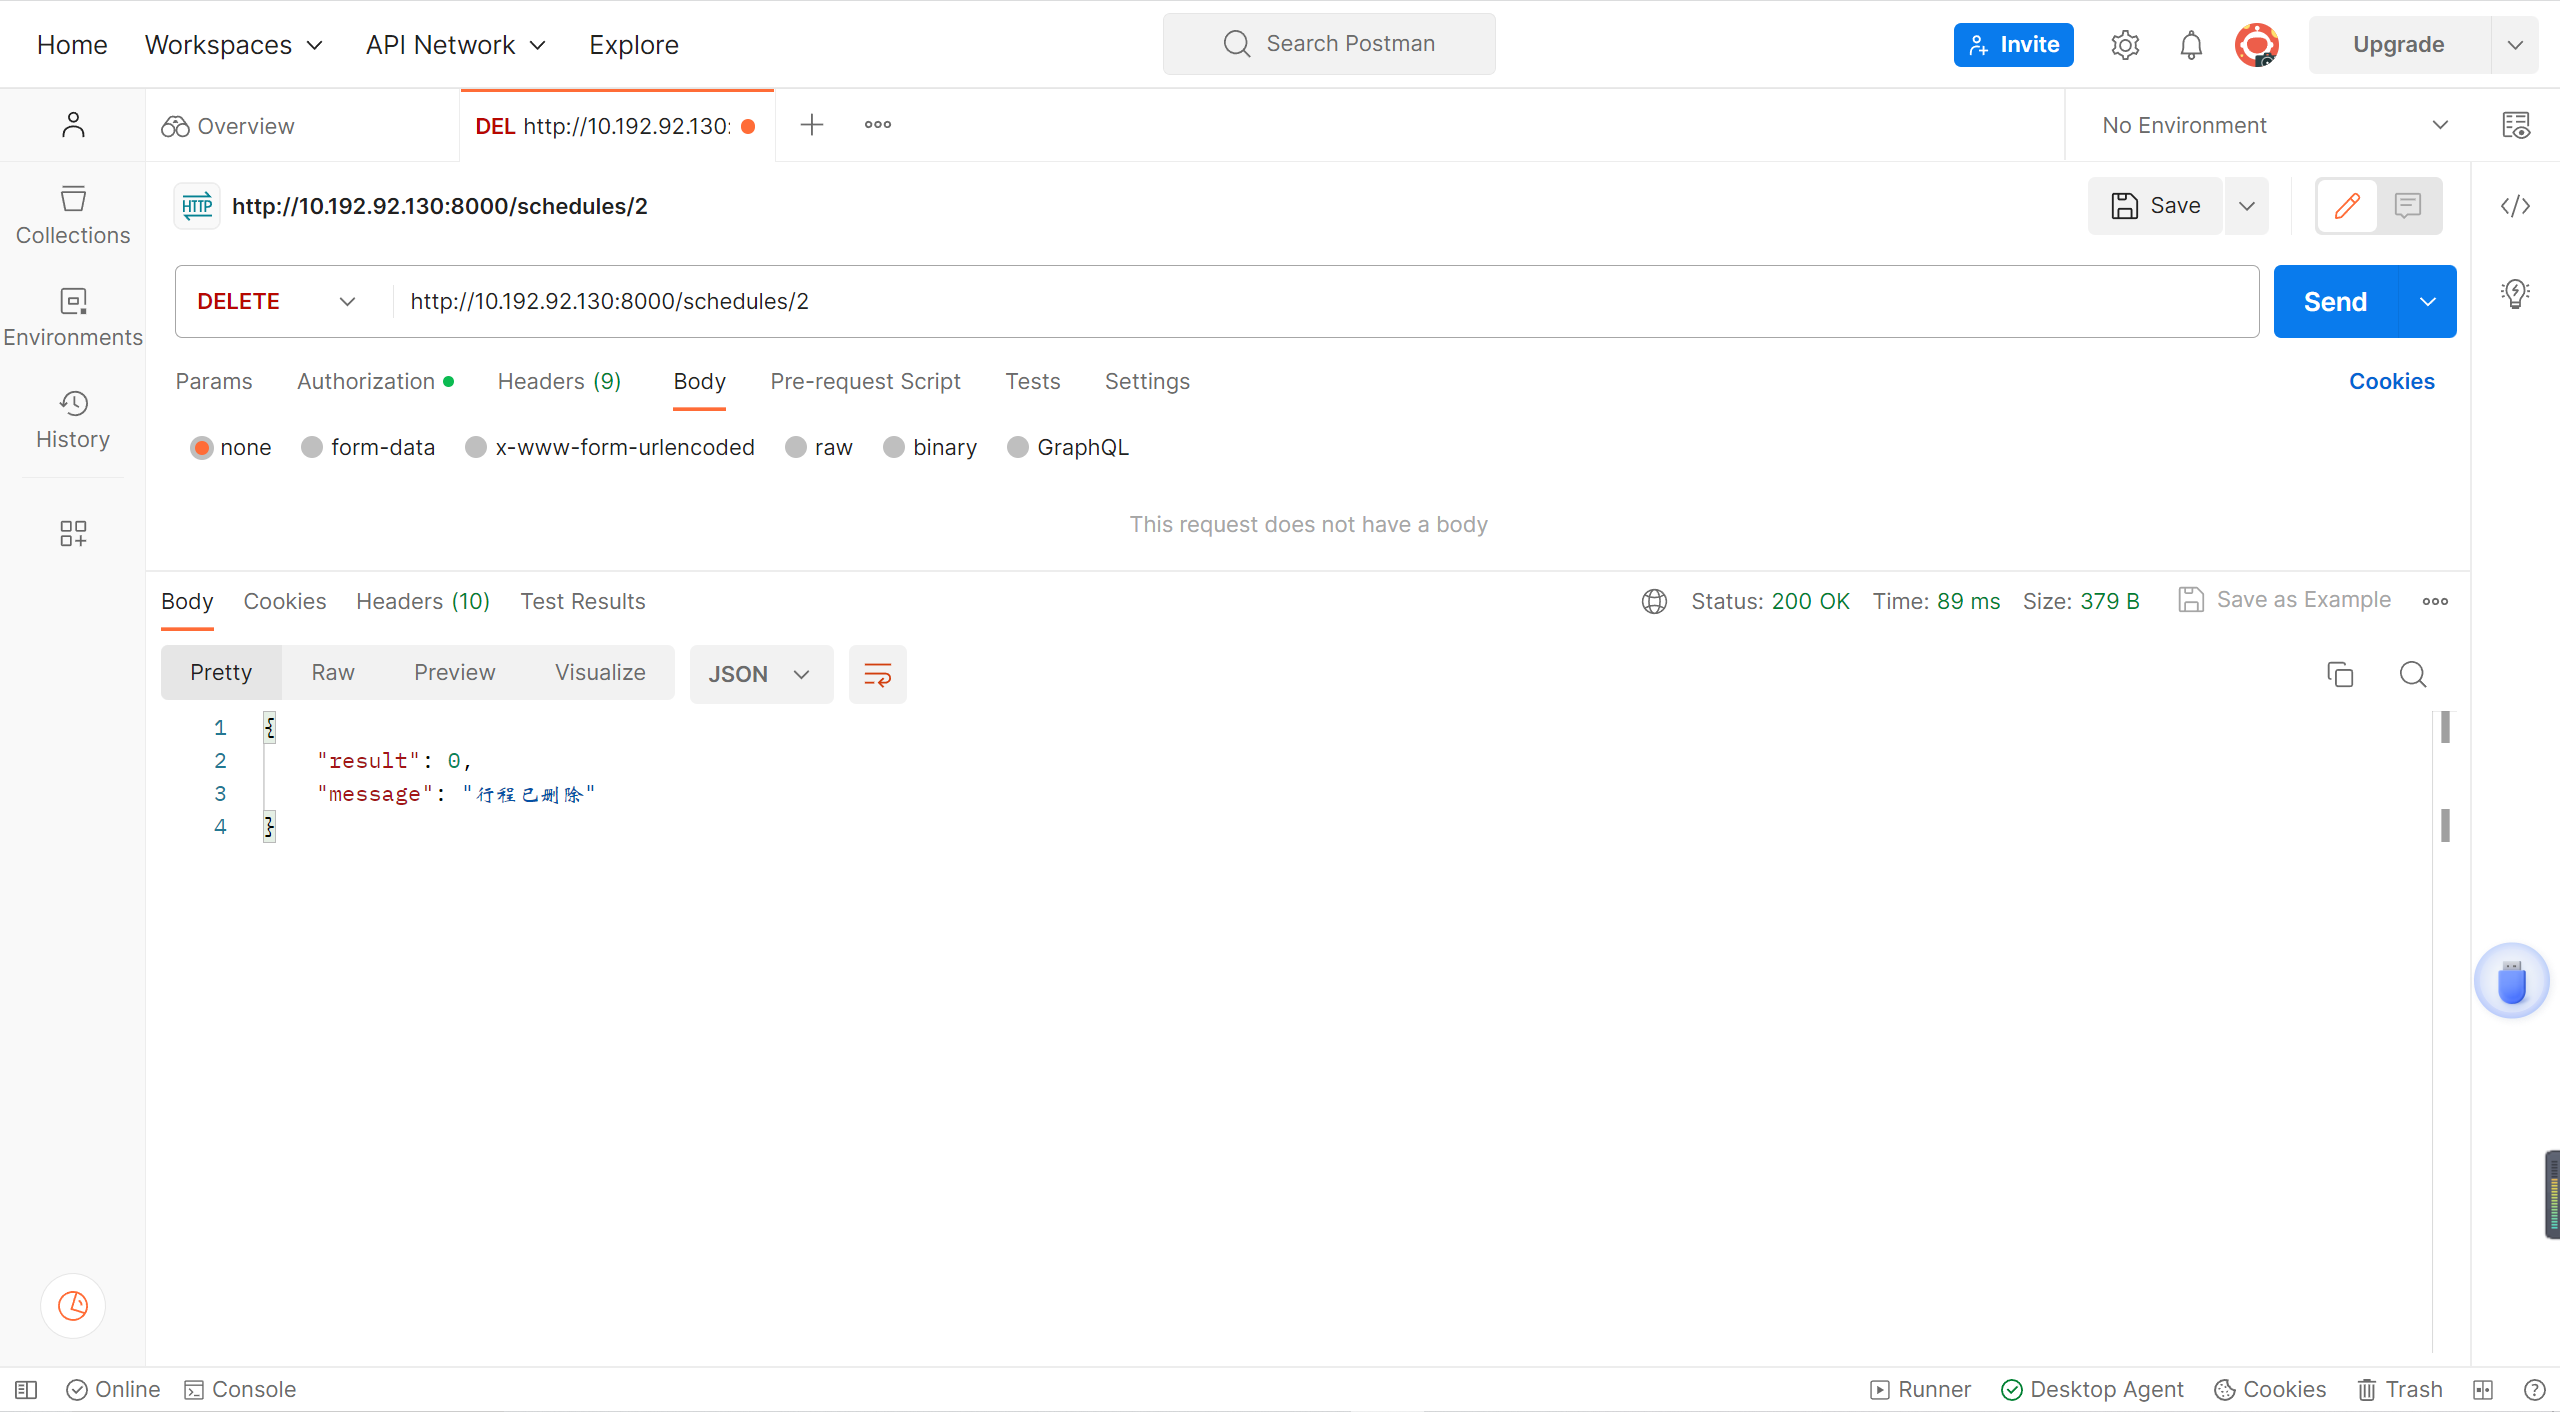 Home Workspaces API Network Explore Search Postman Invite Upgrade
Overview DEL http://10.192.92.130: No Environment
HTTP http://10.192.92.130:8000/schedules/2 Save
Collections
DELETE http://10.192.92.130:8000/schedules/2 Send
Environments
Params Authorization Headers (9) Body Pre-request Script Tests Settings Cookies
History
none form-data x-www-form-urlencoded raw binary GraphQL
This request does not have a body
Body Cookies Headers (10) Test Results Status: 200 OK Time: 89 ms Size: 379 B Save as Example
Pretty Raw Preview Visualize JSON
1 {
2 "result": 0,
3 "message": "行程已删除"
4 }
Online Console Runner Desktop Agent Cookies Trash